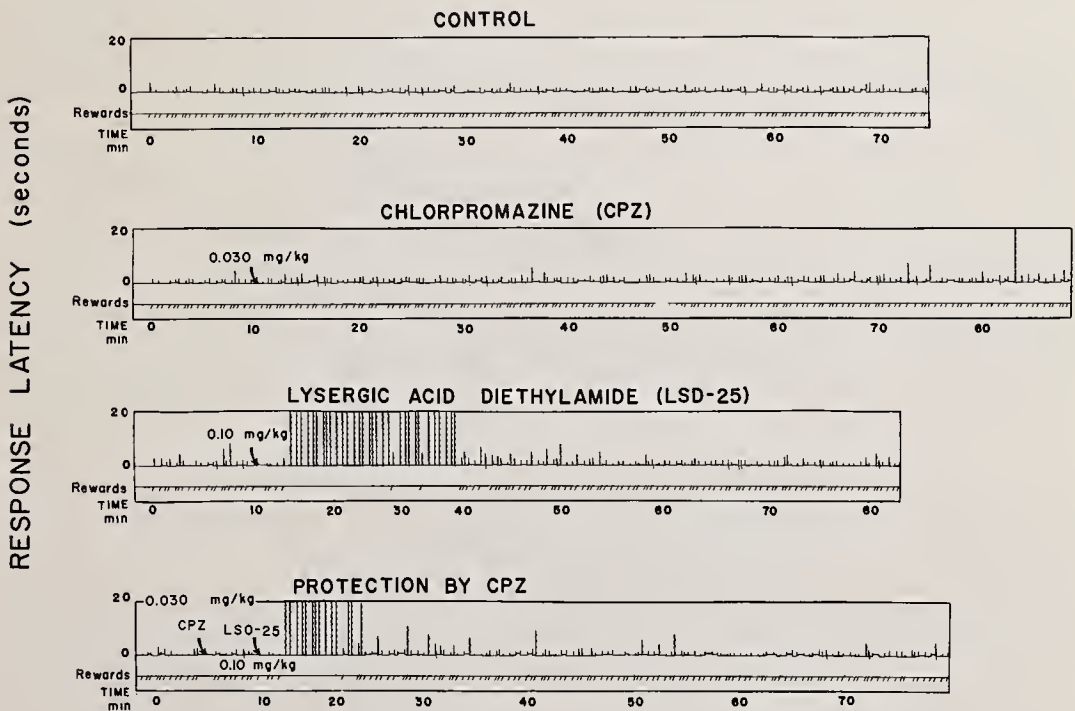 RESPONSE LATENCY (seconds)
CONTROL
20
0
Rewards
TIME min 0 10 20 30 40 50 60 70
CHLORPROMAZINE (CPZ)
20
0.030 mg/kg
0
Rewards
TIME min 0 10 20 30 40 50 60 70 60
LYSERGIC ACID DIETHYLAMIDE (LSD-25)
20
0.10 mg/kg
0
Rewards
TIME min 0 10 20 30 40 50 60 70 60
PROTECTION BY CPZ
20 0.030 mg/kg
CPZ LSO-25
0
0.10 mg/kg
Rewards
TIME min 0 10 20 30 40 50 60 70